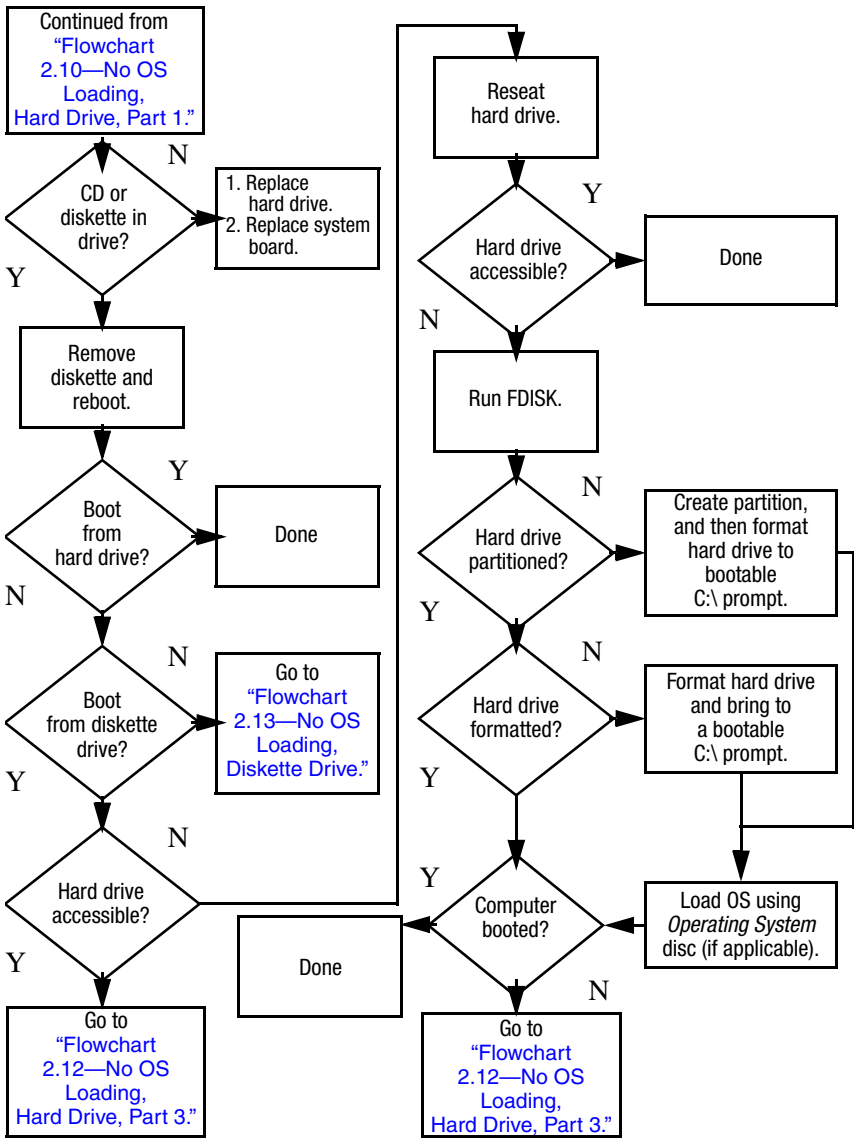 Continued from
“Flowchart
2.10—No OS
Loading,
Hard Drive, Part 1.”
N
CD or
diskette in
drive?
1. Replace
hard drive.
2. Replace system
board.
Y
Remove
diskette and
reboot.
Y
Boot
from
hard drive?
Done
N
N
Boot
from diskette
drive?
Go to
“Flowchart
2.13—No OS
Loading,
Diskette Drive.”
Y
N
Hard drive
accessible?
Y
Go to
“Flowchart
2.12—No OS
Loading,
Hard Drive, Part 3.”
Reseat
hard drive.
Y
Hard drive
accessible?
Done
N
Run FDISK.
N
Hard drive
partitioned?
Create partition,
and then format
hard drive to
bootable
C:\ prompt.
Y
N
Hard drive
formatted?
Format hard drive
and bring to
a bootable
C:\ prompt.
Y
Load OS using
Operating System
disc (if applicable).
Y
Computer
booted?
Done
N
Go to
“Flowchart
2.12—No OS
Loading,
Hard Drive, Part 3.”